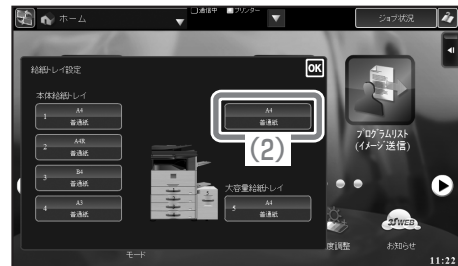 ホーム
通信中
プリンター
ジョブ状況
給紙トレイ設定
OK
本体給紙トレイ
1 A4
普通紙
2 A4R
普通紙
3 B4
普通紙
4 A3
普通紙
A4
普通紙
(2)
大容量給紙トレイ
5 A4
普通紙
プログラムリスト
(イメージ送信)
モード
度調整
お知らせ
11:22